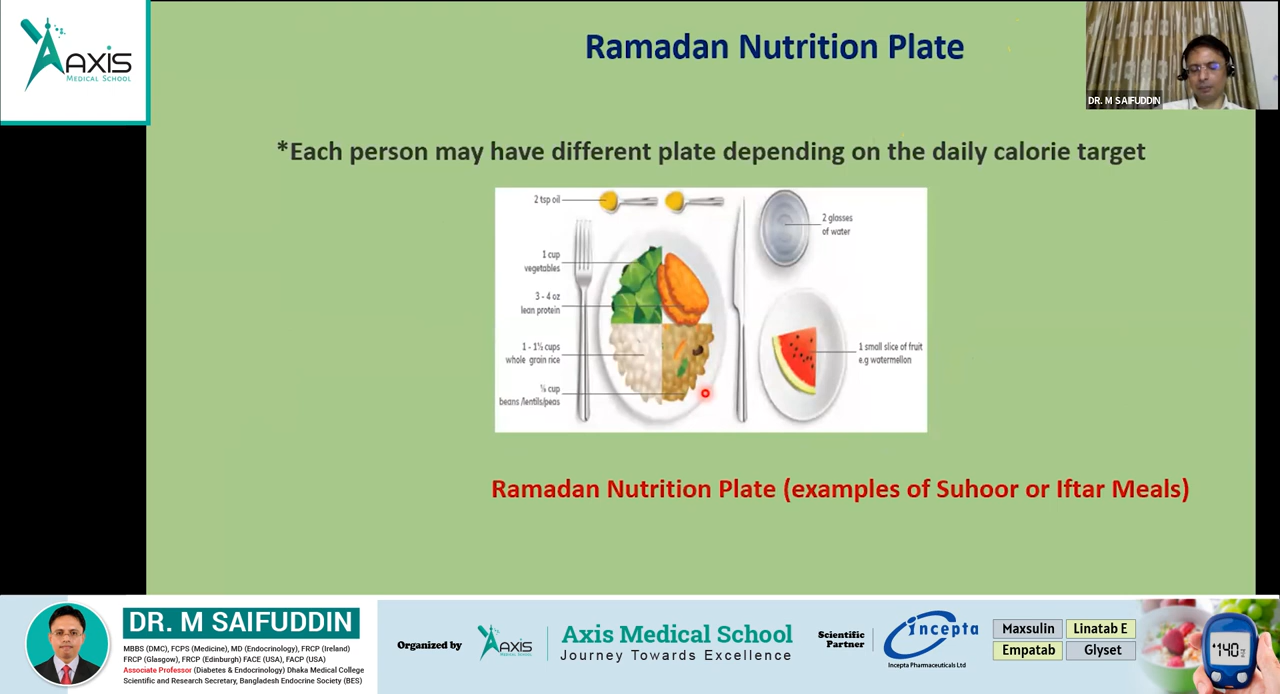 AXIS
MEDICAL SCHOOL
Ramadan Nutrition Plate
DR. M SAIFUDDIN
*Each person may have different plate depending on the daily calorie target
2 tsp oil
2 glasses
of water
1 cup
vegetables
3 - 4 oz
lean protein
1 - 1½ cups
whole grain rice
1 small slice of fruit
e.g watermellon
cup
beans /lentils/peas
Ramadan Nutrition Plate (examples of Suhoor or Iftar Meals)
DR. M SAIFUDDIN
MBBS (DMC), FCPS (Medicine), MD (Endocrinology), FRCP (Ireland)
FRCP (Glasgow), FRCP (Edinburgh) FACE (USA), FACP (USA)
Associate Professor (Diabetes & Endocrinology) Dhaka Medical College
Scientific and Research Secretary, Bangladesh Endocrine Society (BES)
Organized by
AXIS
Axis Medical School
Journey Towards Excellence
Scientific
Partner
incepta
Incepta Pharmaceuticals Ltd
Maxsulin
Linatab E
Empatab
Glyset
140